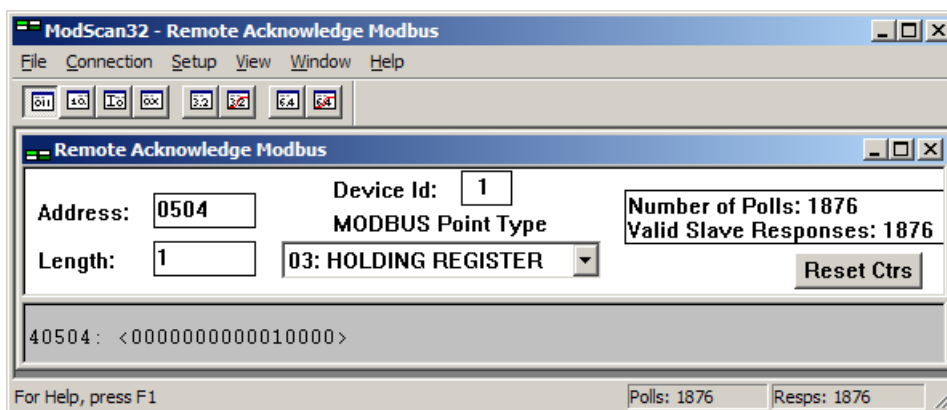 ModScan32 - Remote Acknowledge Modbus
File Connection Setup View Window Help
Remote Acknowledge Modbus
Address: 0504
Device Id: 1
MODBUS Point Type
Length: 1
03: HOLDING REGISTER
Number of Polls: 1876
Valid Slave Responses: 1876
Reset Ctrs
40504: <0000000000010000>
For Help, press F1
Polls: 1876
Resps: 1876